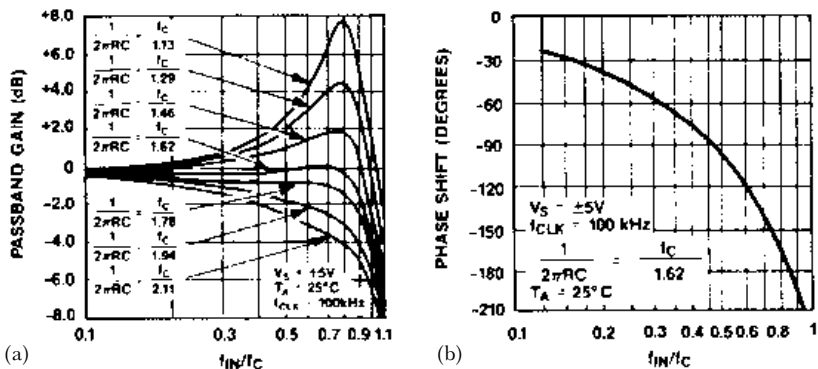 +8.0
+6.0
+4.0
+2.0
0
-2.0
-4.0
-6.0
-8.0
PASSBAND GAIN (dB)
1/2πRC = fC/1.13
1/2πRC = fC/1.29
1/2πRC = fC/1.46
1/2πRC = fC/1.62
1/2πRC = fC/1.78
1/2πRC = fC/1.94
1/2πRC = fC/2.11
VS = ±5V
TA = 25°C
fCLK = 100kHz
0.1 0.3 0.5 0.7 0.9 1.1
fIN/fC
(a)
0
-30
-60
-90
-120
-150
-180
-210
PHASE SHIFT (DEGREES)
VS = ±5V
fCLK = 100 kHz
1/2πRC = fC/1.62
TA = 25°C
0.1 0.2 0.3 0.4 0.5 0.6 0.8 1
fIN/fC
(b)